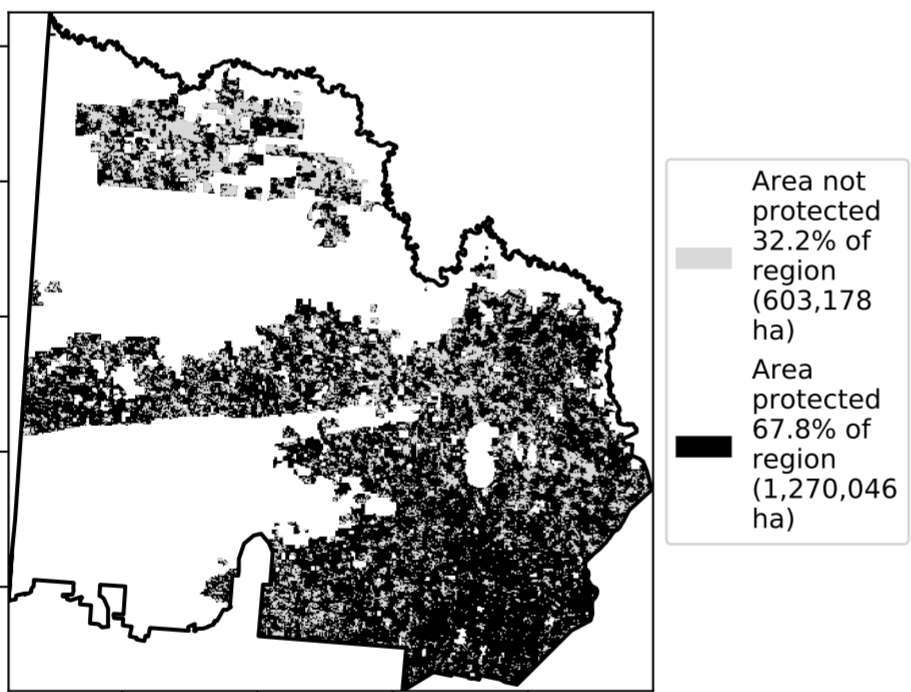 Area not
protected
32.2% of
region
(603,178
ha)
Area
protected
67.8% of
region
(1,270,046
ha)